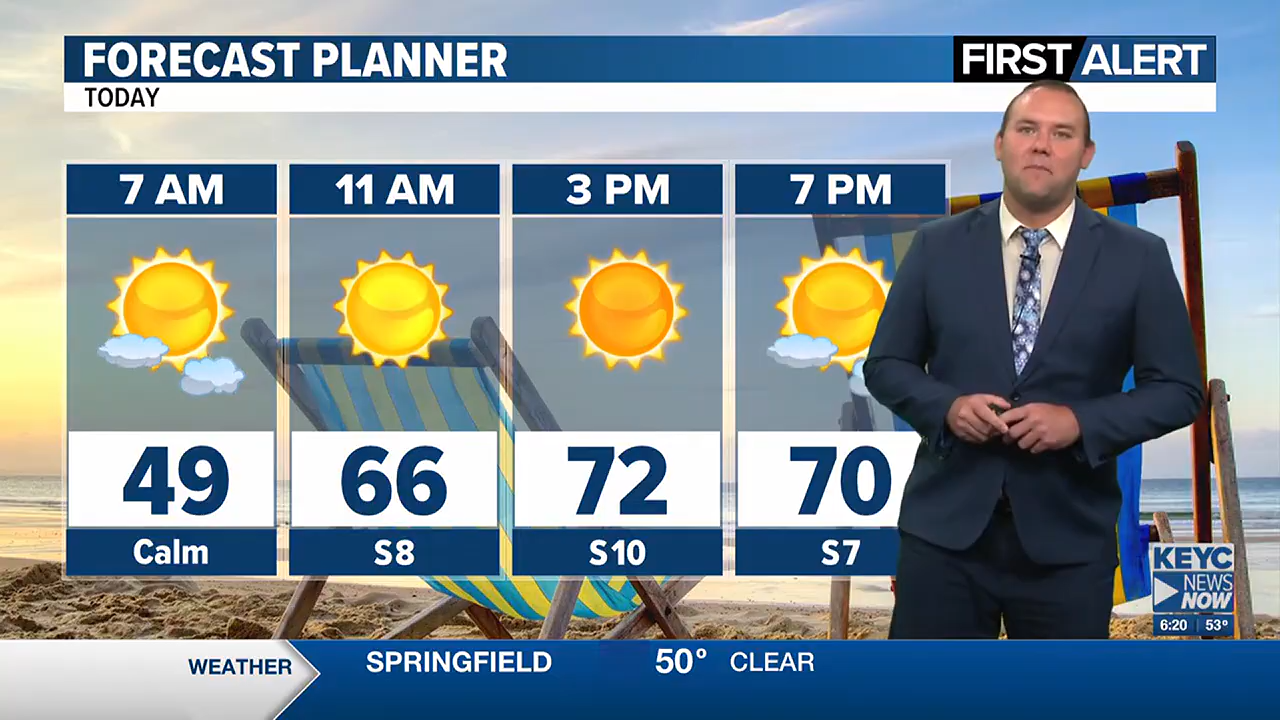 FORECAST PLANNER
FIRST ALERT
TODAY
7 AM
11 AM
3 PM
7 PM
49
66
72
70
Calm
S8
S10
S7
KEYC
NEWS
NOW
6:20 53°
WEATHER
SPRINGFIELD 50° CLEAR